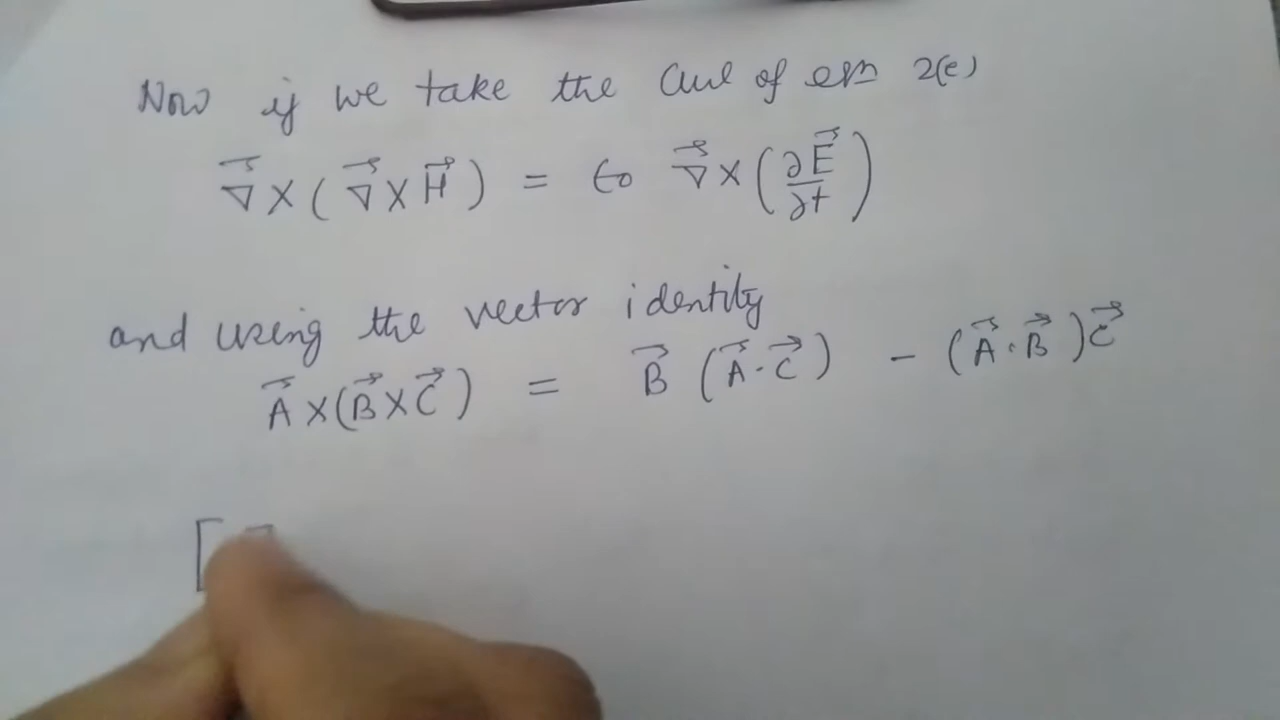 Now if we take the curl of eqn 2(e)
∇⃗ × (∇⃗ × H⃗) = ϵ₀ ∇⃗ × (∂E⃗/∂t)
and using the vector identity
A⃗ × (B⃗ × C⃗) = B⃗ (A⃗ · C⃗) - (A⃗ · B⃗) C⃗
[